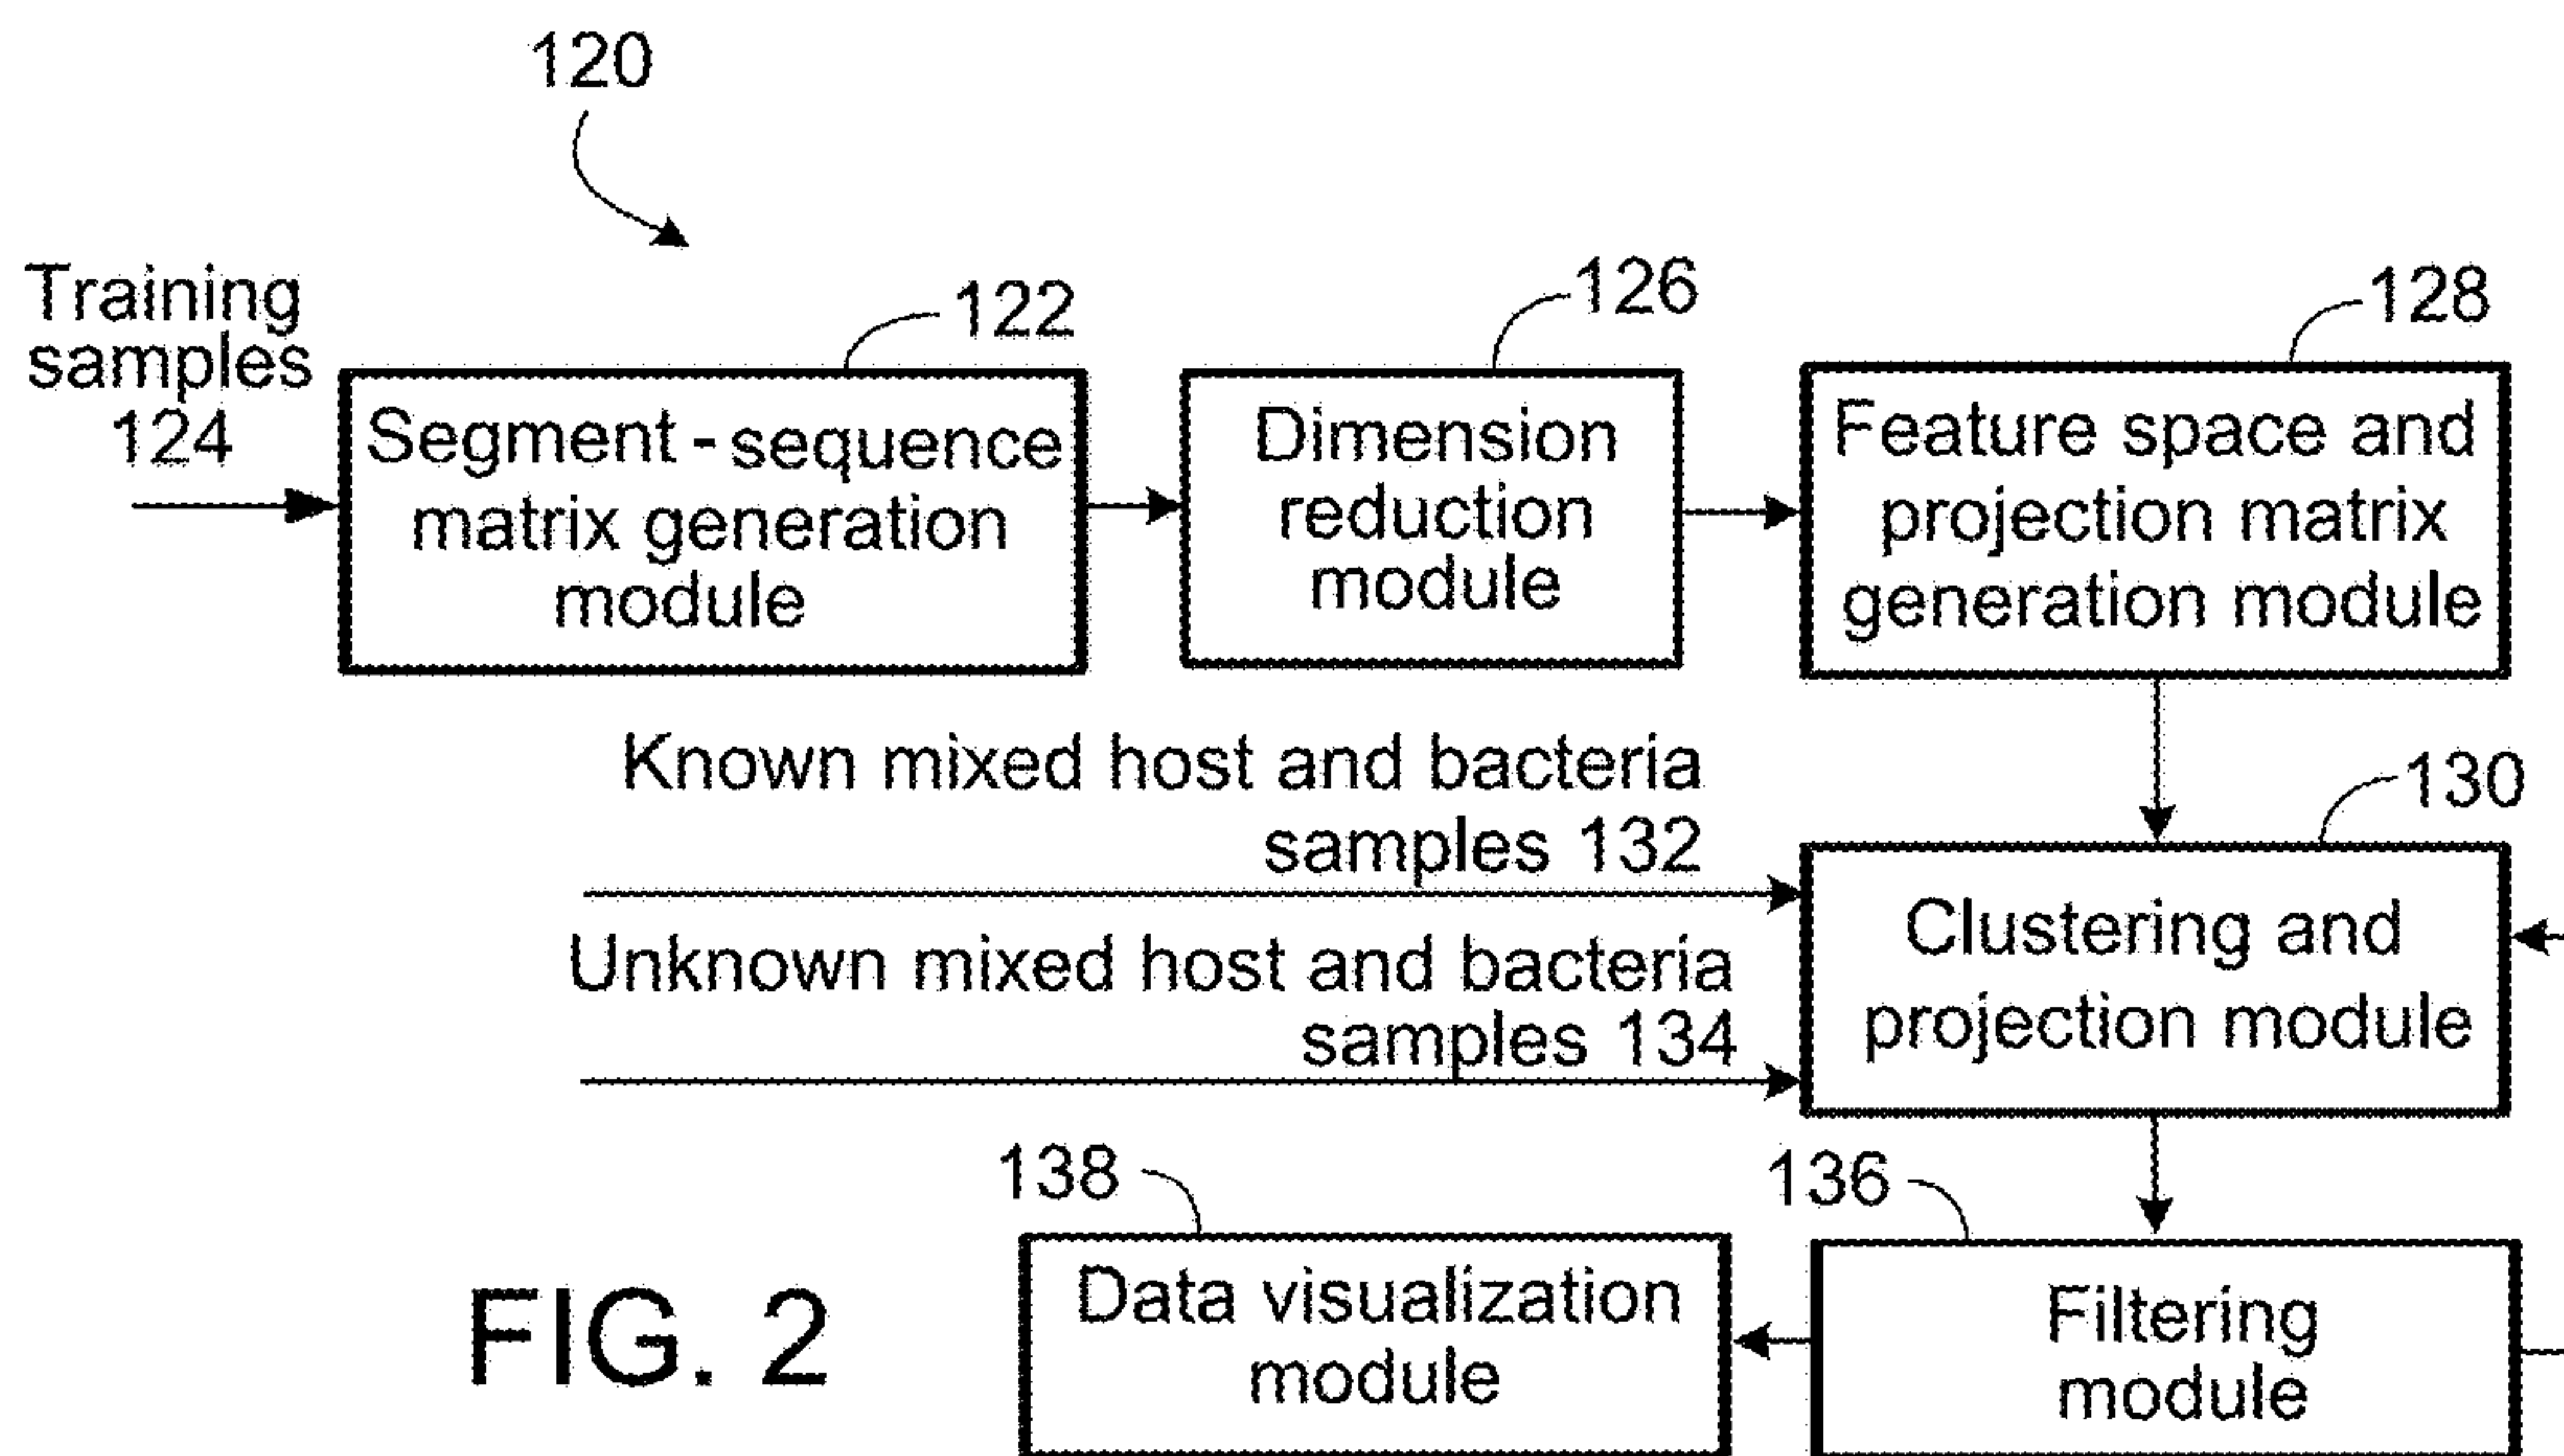 120
Training
samples
124
122
Segment - sequence
matrix generation
module
126
Dimension
reduction
module
128
Feature space and
projection matrix
generation module
Known mixed host and bacteria
samples 132
Unknown mixed host and bacteria
samples 134
130
Clustering and
projection module
138
Data visualization
module
136
Filtering
module
FIG. 2